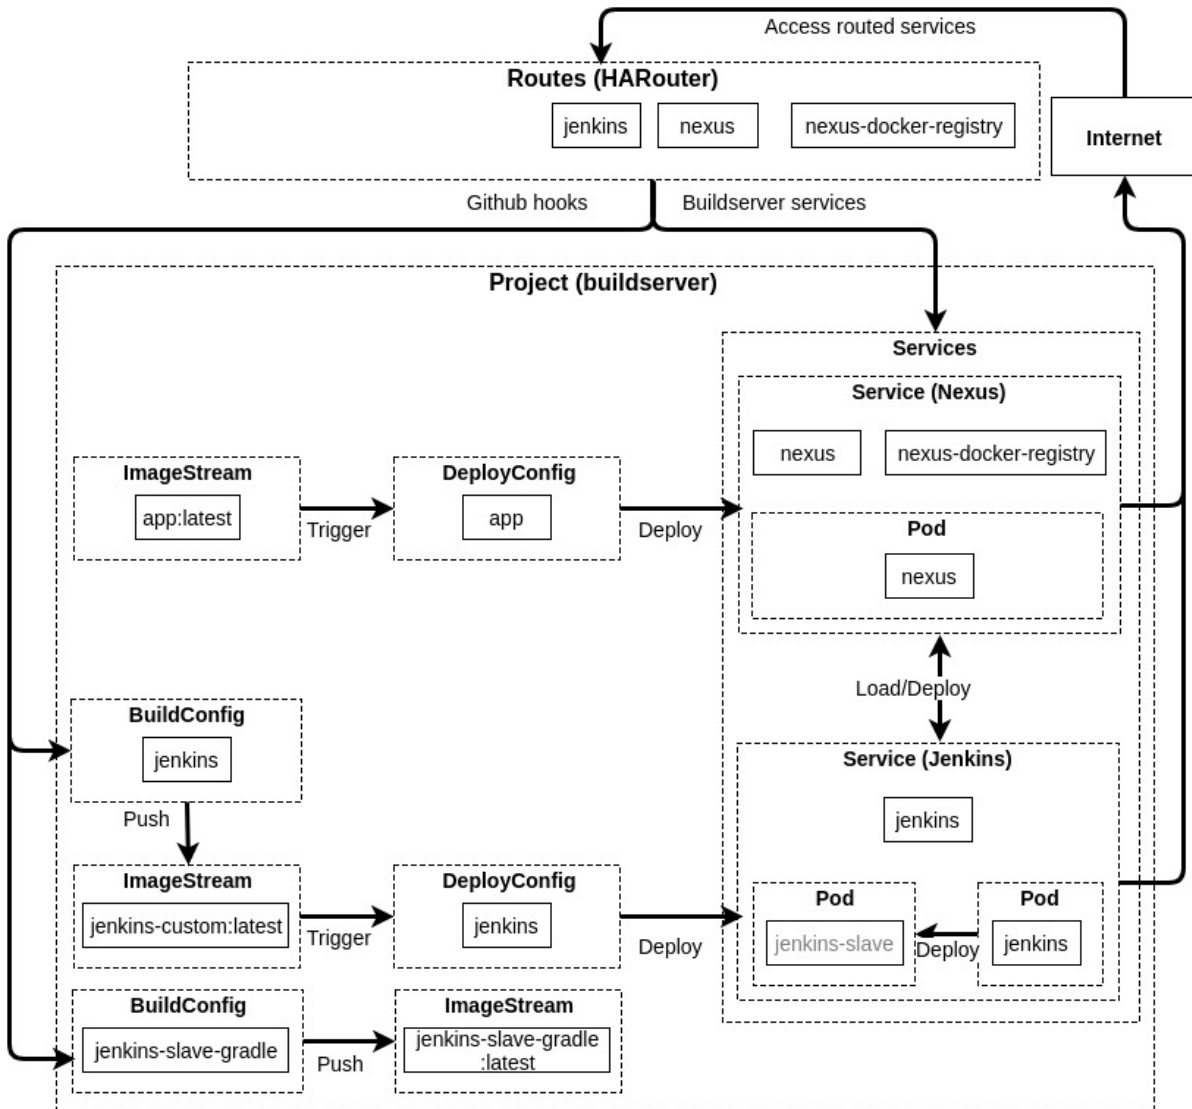 Access routed services
Routes (HARouter)
jenkins
nexus
nexus-docker-registry
Internet
Github hooks
Buildserver services
Project (buildserver)
Services
Service (Nexus)
nexus
nexus-docker-registry
ImageStream
app:latest
Trigger
DeployConfig
app
Deploy
Pod
nexus
Load/Deploy
BuildConfig
jenkins
Push
Service (Jenkins)
jenkins
ImageStream
jenkins-custom:latest
Trigger
DeployConfig
jenkins
Deploy
Pod
jenkins-slave
Deploy
Pod
jenkins
BuildConfig
jenkins-slave-gradle
Push
ImageStream
jenkins-slave-gradle
:latest